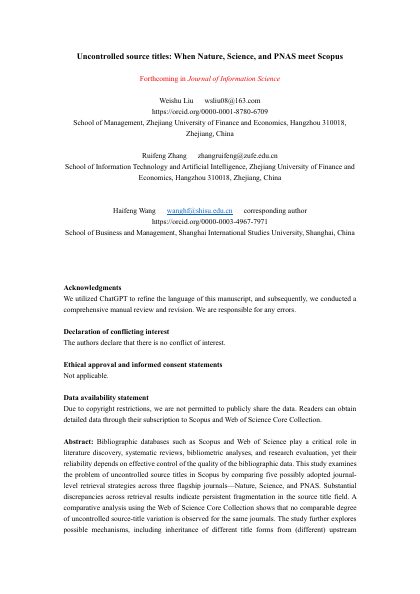 Uncontrolled source titles: When Nature, Science, and PNAS meet Scopus
Forthcoming in Journal of Information Science
Weishu Liu wsliu08@163.com
https://orcid.org/0000-0001-8780-6709
School of Management, Zhejiang University of Finance and Economics, Hangzhou 310018,
Zhejiang, China
Ruifeng Zhang zhangruifeng@zufe.edu.cn
School of Information Technology and Artificial Intelligence, Zhejiang University of Finance and
Economics, Hangzhou 310018, Zhejiang, China
Haifeng Wang wanghf@shisu.edu.cn corresponding author
https://orcid.org/0000-0003-4967-7971
School of Business and Management, Shanghai International Studies University, Shanghai, China
Acknowledgments
We utilized ChatGPT to refine the language of this manuscript, and subsequently, we conducted a
comprehensive manual review and revision. We are responsible for any errors.
Declaration of conflicting interest
The authors declare that there is no conflict of interest.
Ethical approval and informed consent statements
Not applicable.
Data availability statement
Due to copyright restrictions, we are not permitted to publicly share the data. Readers can obtain
detailed data through their subscription to Scopus and Web of Science Core Collection.
Abstract: Bibliographic databases such as Scopus and Web of Science play a critical role in
literature discovery, systematic reviews, bibliometric analyses, and research evaluation, yet their
reliability depends on effective control of the quality of the bibliographic data. This study examines
the problem of uncontrolled source titles in Scopus by comparing five possibly adopted journal-
level retrieval strategies across three flagship journals—Nature, Science, and PNAS. Substantial
discrepancies across retrieval results indicate persistent fragmentation in the source title field. A
comparative analysis using the Web of Science Core Collection shows that no comparable degree
of uncontrolled source-title variation is observed for the same journals. The study further explores
possible mechanisms, including inheritance of different title forms from (different) upstream